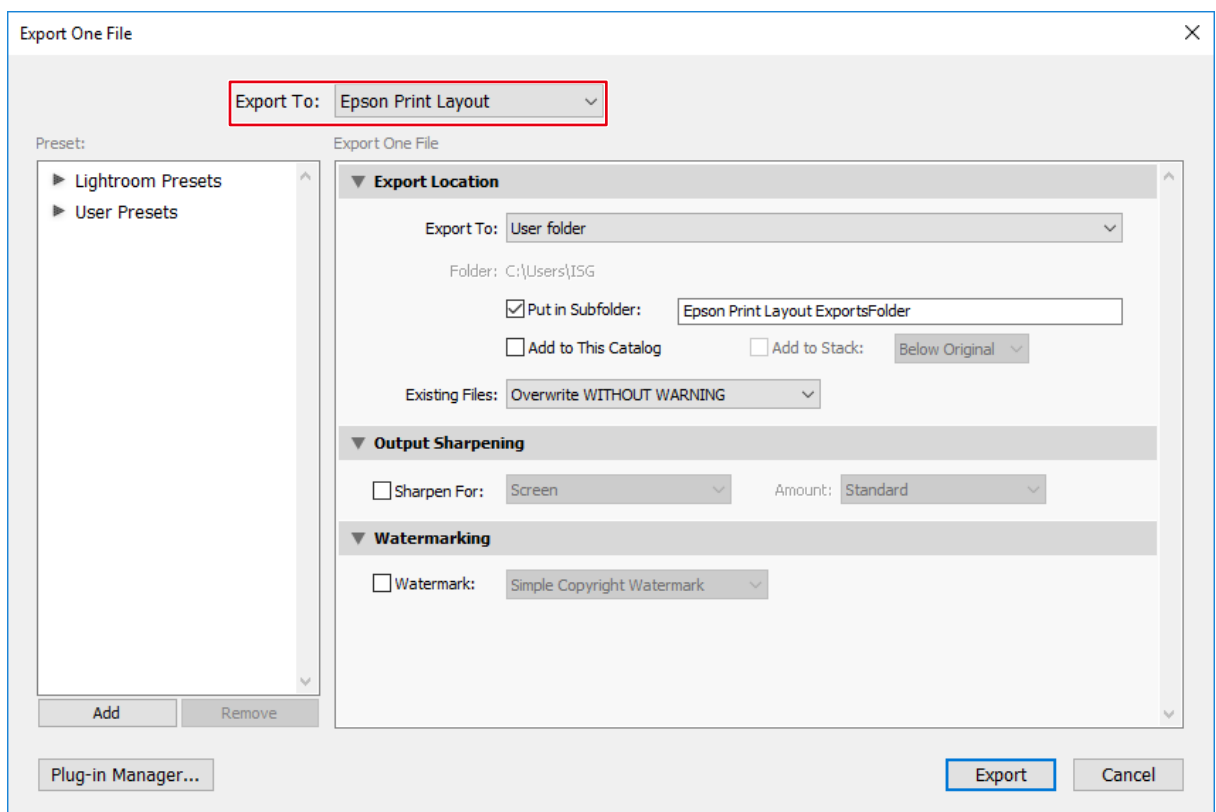 Export One File
Export To: Epson Print Layout
Preset:
Export One File
Lightroom Presets
User Presets
Export Location
Export To: User folder
Folder: C:\Users\ISG
Put in Subfolder: Epson Print Layout ExportsFolder
Add to This Catalog Add to Stack: Below Original
Existing Files: Overwrite WITHOUT WARNING
Output Sharpening
Sharpen For: Screen Amount: Standard
Watermarking
Watermark: Simple Copyright Watermark
Add Remove
Plug-in Manager... Export Cancel